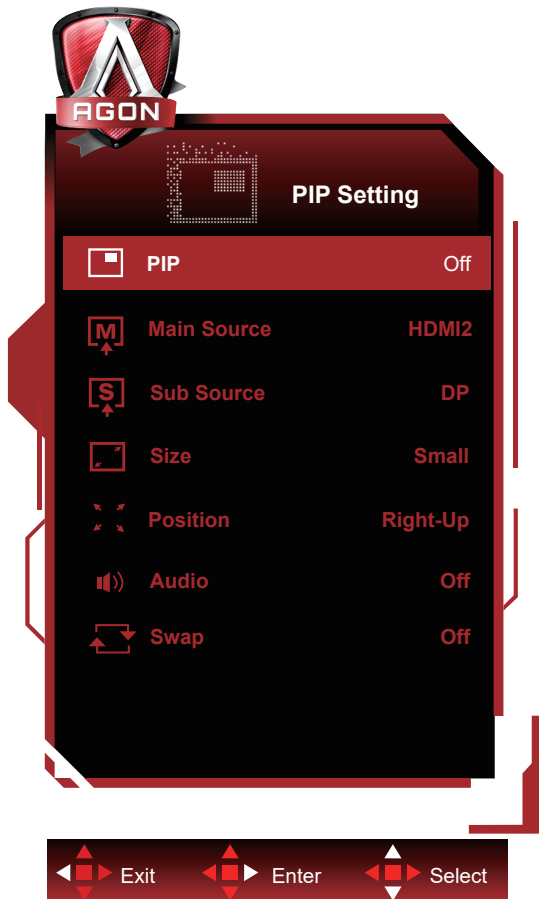 AGON
PIP Setting
PIP Off
M Main Source HDMI2
S Sub Source DP
Size Small
Position Right-Up
Audio Off
Swap Off
Exit Enter Select